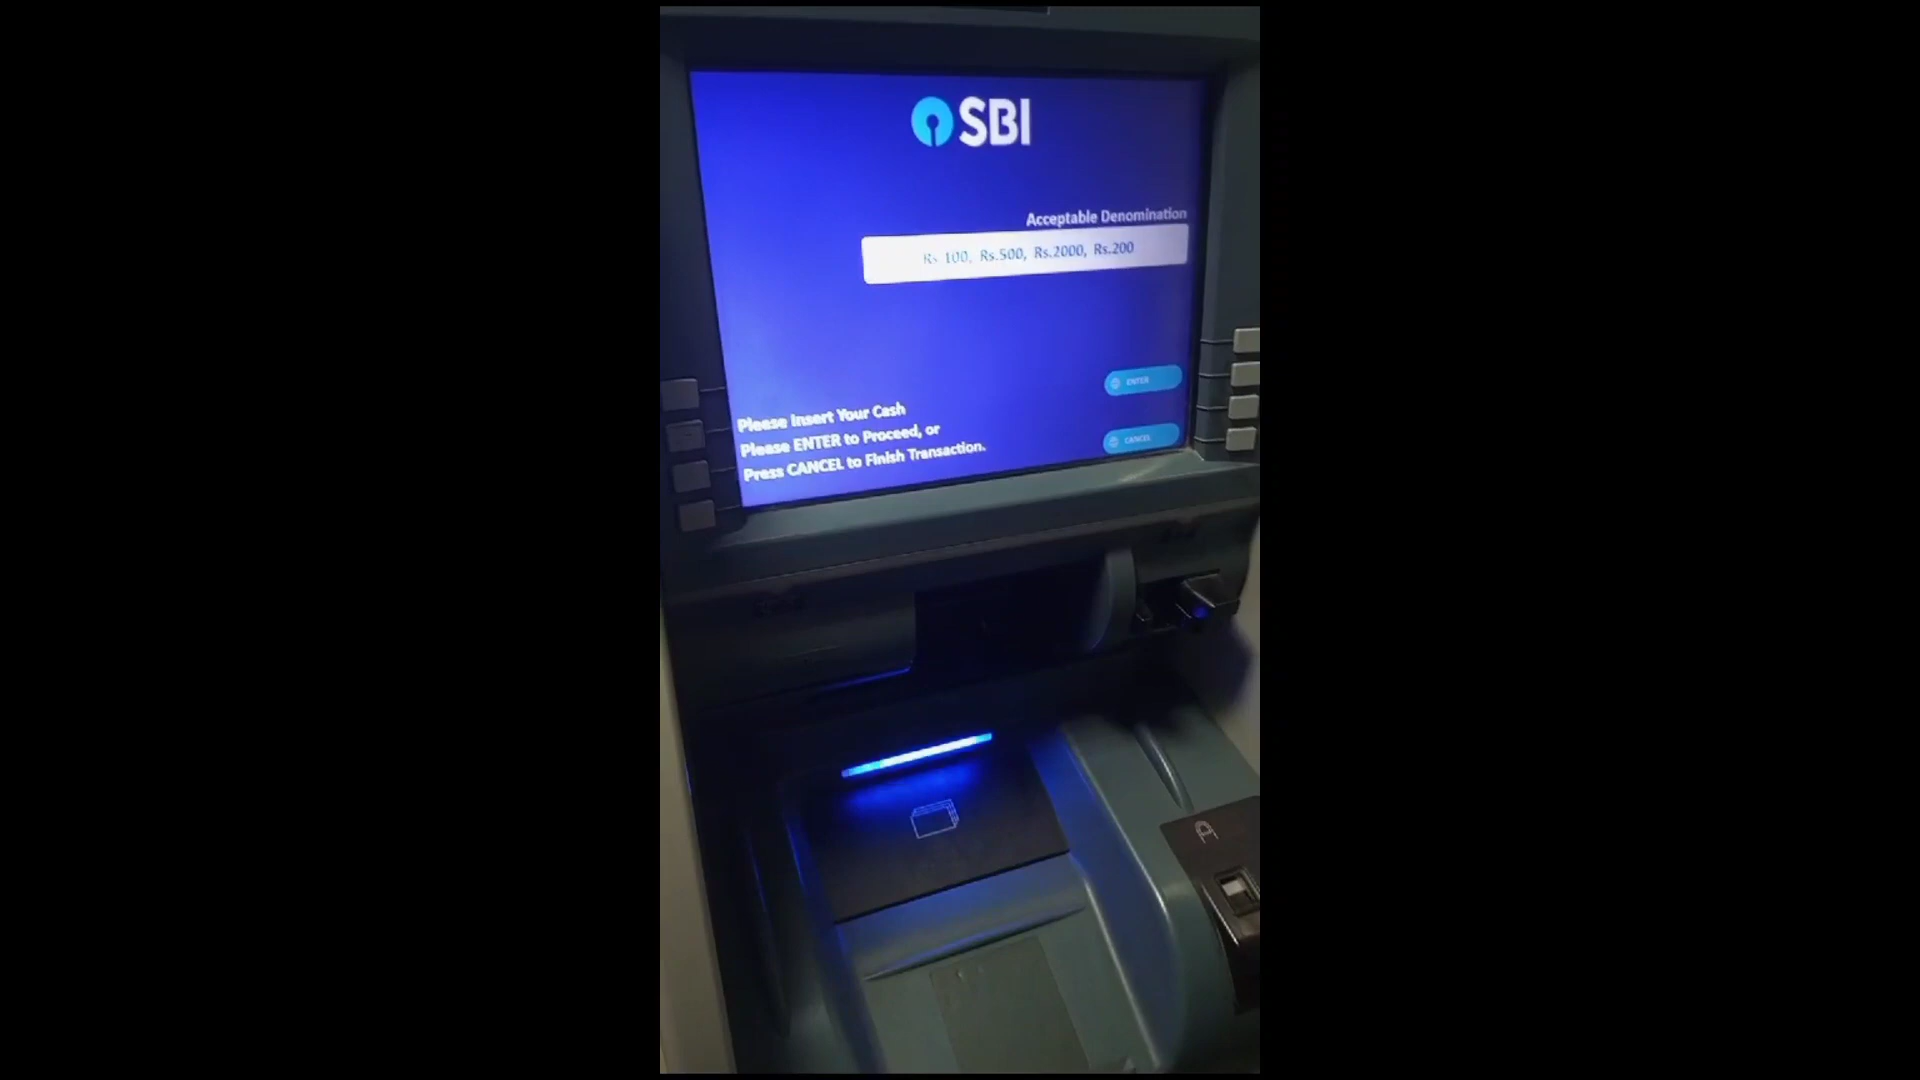 SBI
Acceptable Denomination
Rs.100, Rs.500, Rs.2000, Rs.200
ENTER
Please Insert Your Cash
Please ENTER to Proceed, or
Press CANCEL to Finish Transaction.
CANCEL